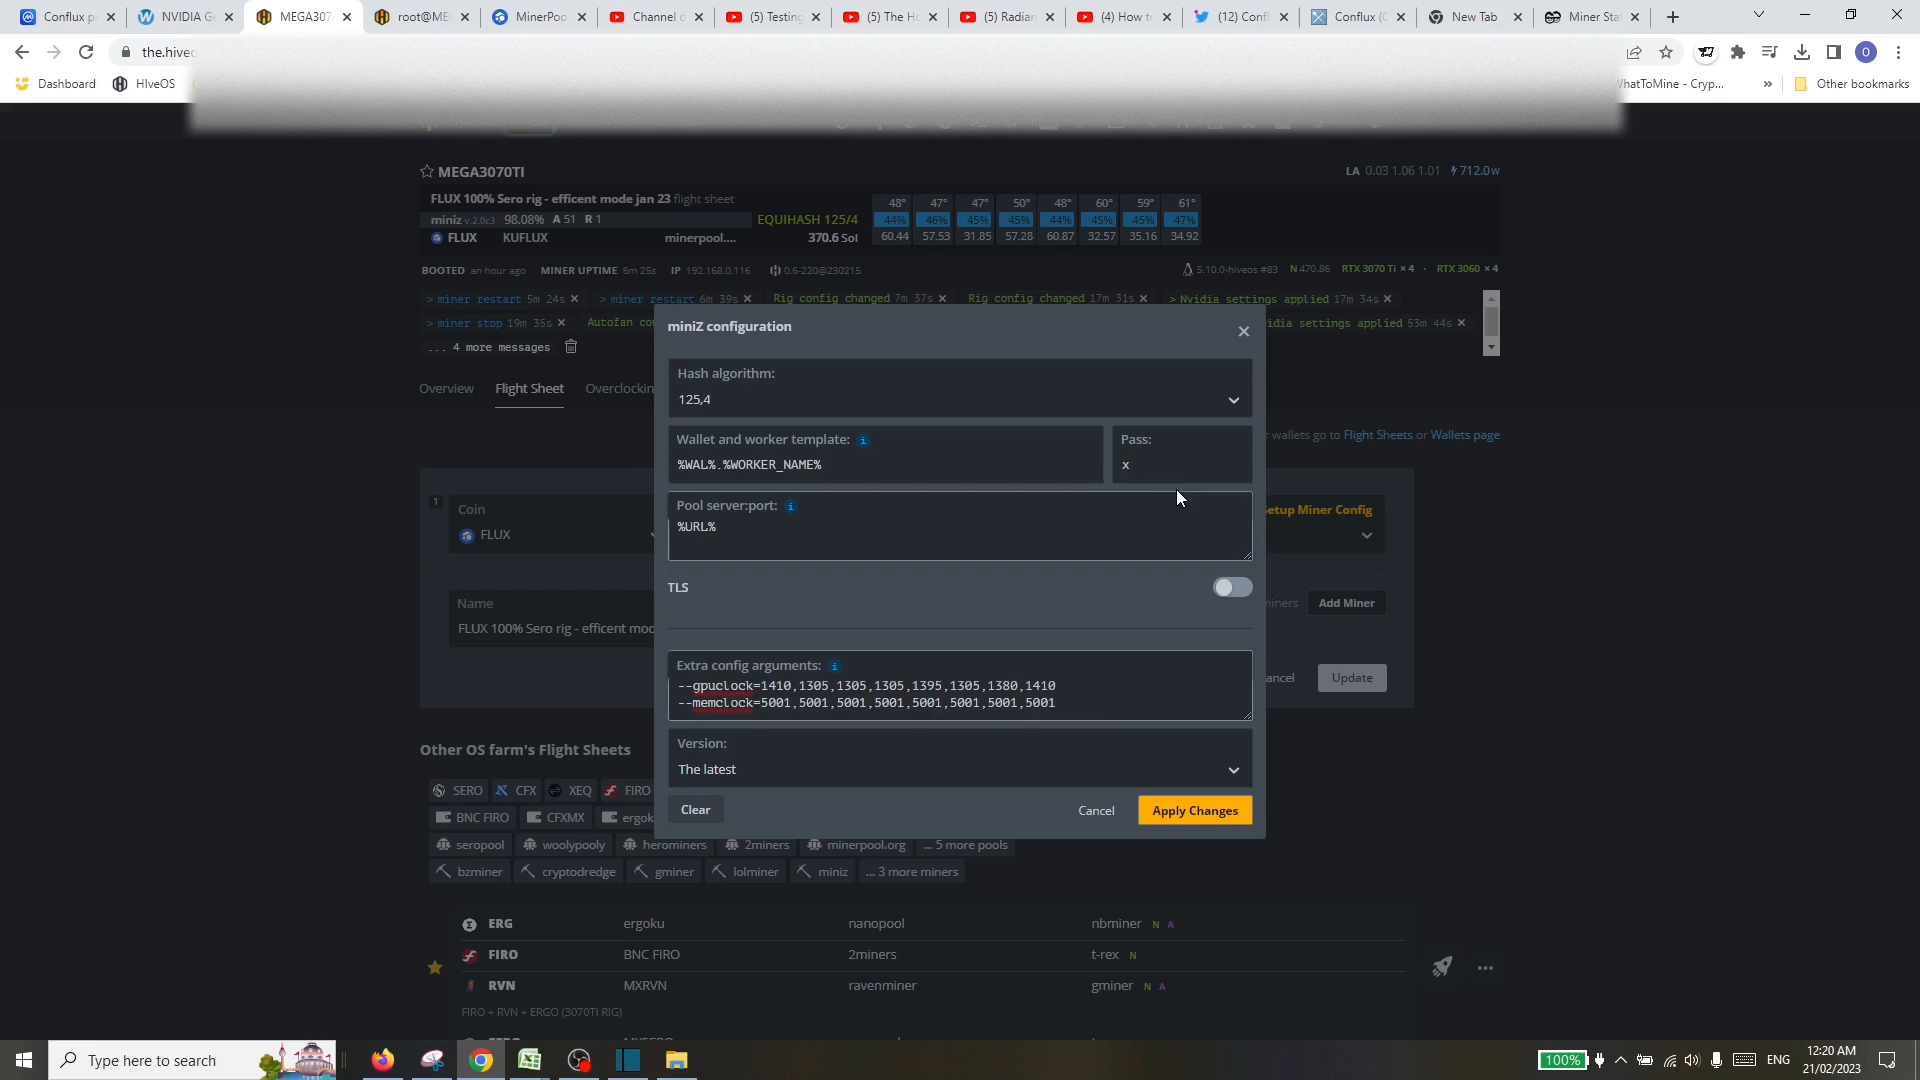 Conflux p
NVIDIA G
MEGA307
root@ME
MinerPoo
Channel d
(5) Testing
(5) The H
(5) Radian
(4) How t
(12) Conf
Conflux (C
New Tab
Miner Sta
the.hiveo
O
Dashboard
HIveOS
hatToMine - Cryp...
»
Other bookmarks
MEGA3070TI
LA 0.03 1.06 1.01 712.0w
FLUX 100% Sero rig - efficent mode jan 23 flight sheet
miniz v.2.0c3 98.08% A 51 R 1
EQUIHASH 125/4
FLUX KUFLUX minerpool.... 370.6 Sol
48° 47° 47° 50° 48° 60° 59° 61°
44% 46% 45% 45% 44% 45% 45% 47%
60.44 57.53 31.85 57.28 60.87 32.57 35.16 34.92
BOOTED an hour ago MINER UPTIME 6m 25s IP 192.168.0.116 0.6-220@230215
5.10.0-hiveos #83 N 470.86 RTX 3070 Ti ×4 · RTX 3060 ×4
> miner restart 5m 24s × > miner restart 6m 39s × Rig config changed 7m 37s × Rig config changed 17m 31s × > Nvidia settings applied 17m 34s ×
> miner stop 19m 35s × Autofan co
idia settings applied 53m 44s ×
... 4 more messages
Overview
Flight Sheet
Overclockin
miniZ configuration
Hash algorithm:
125,4
Wallet and worker template: i
%WAL%.%WORKER_NAME%
Pass:
x
Pool server:port: i
%URL%
TLS
Extra config arguments: i
--gpuclock=1410,1305,1305,1305,1395,1305,1380,1410
--memclock=5001,5001,5001,5001,5001,5001,5001,5001
Version:
The latest
Clear
Cancel
Apply Changes
r wallets go to Flight Sheets or Wallets page
1
Coin
FLUX
etup Miner Config
Name
FLUX 100% Sero rig - efficent mod
miners
Add Miner
ancel
Update
Other OS farm's Flight Sheets
SERO CFX XEQ FIRO
BNC FIRO CFXMX ergok
seropool woolypooly herominers 2miners minerpool.org ... 5 more pools
bzminer cryptodredge gminer lolminer miniz ... 3 more miners
ERG ergoku nanopool nbminer N A
FIRO BNC FIRO 2miners t-rex N
RVN MXRVN ravenminer gminer N A
FIRO + RVN + ERGO (3070TI RIG)
Type here to search
100%
ENG
12:20 AM
21/02/2023